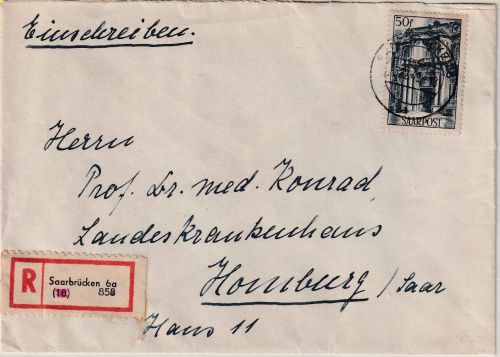 Einschreiben.
50f
SAARPOST
Herrn
Prof. Dr. med. Konrad
Landeskrankenhaus
Homburg / Saar
Haus 11
R
Saarbrücken 6a
(18) 858